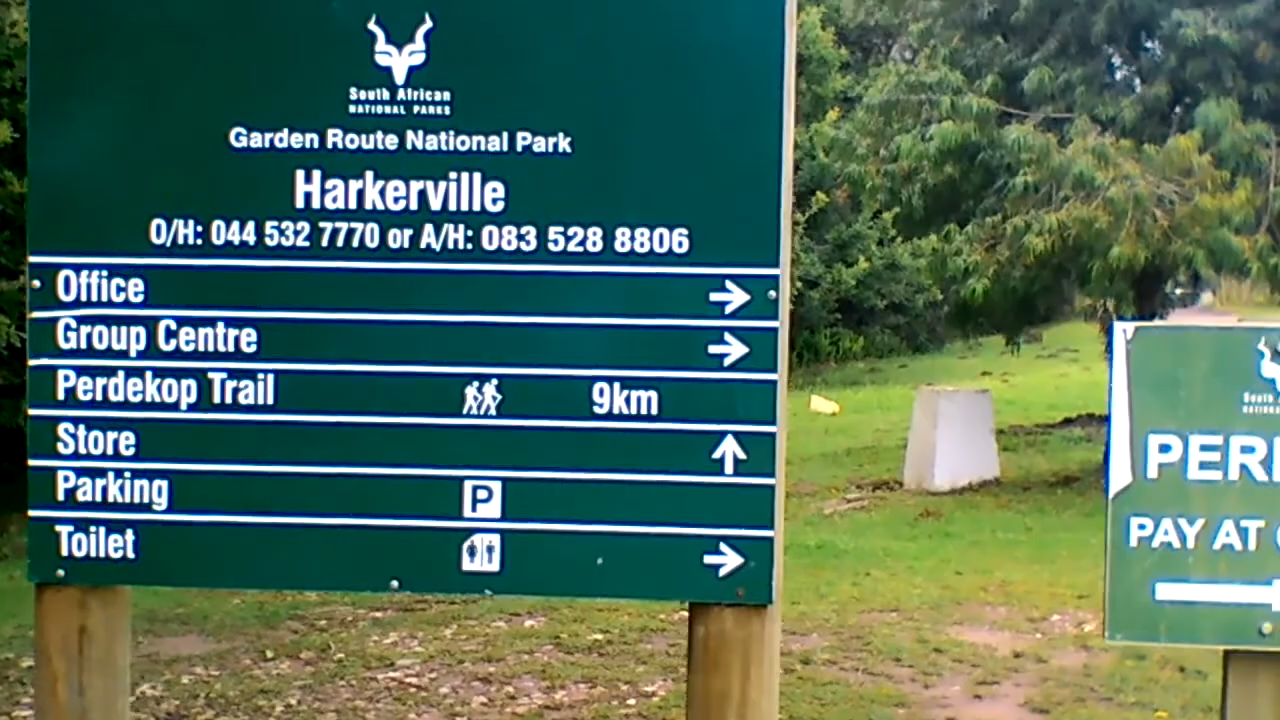 South African
NATIONAL PARKS
Garden Route National Park
Harkerville
O/H: 044 532 7770 or A/H: 083 528 8806
Office
Group Centre
Perdekop Trail 9km
Store
Parking P
Toilet
South
PAY AT